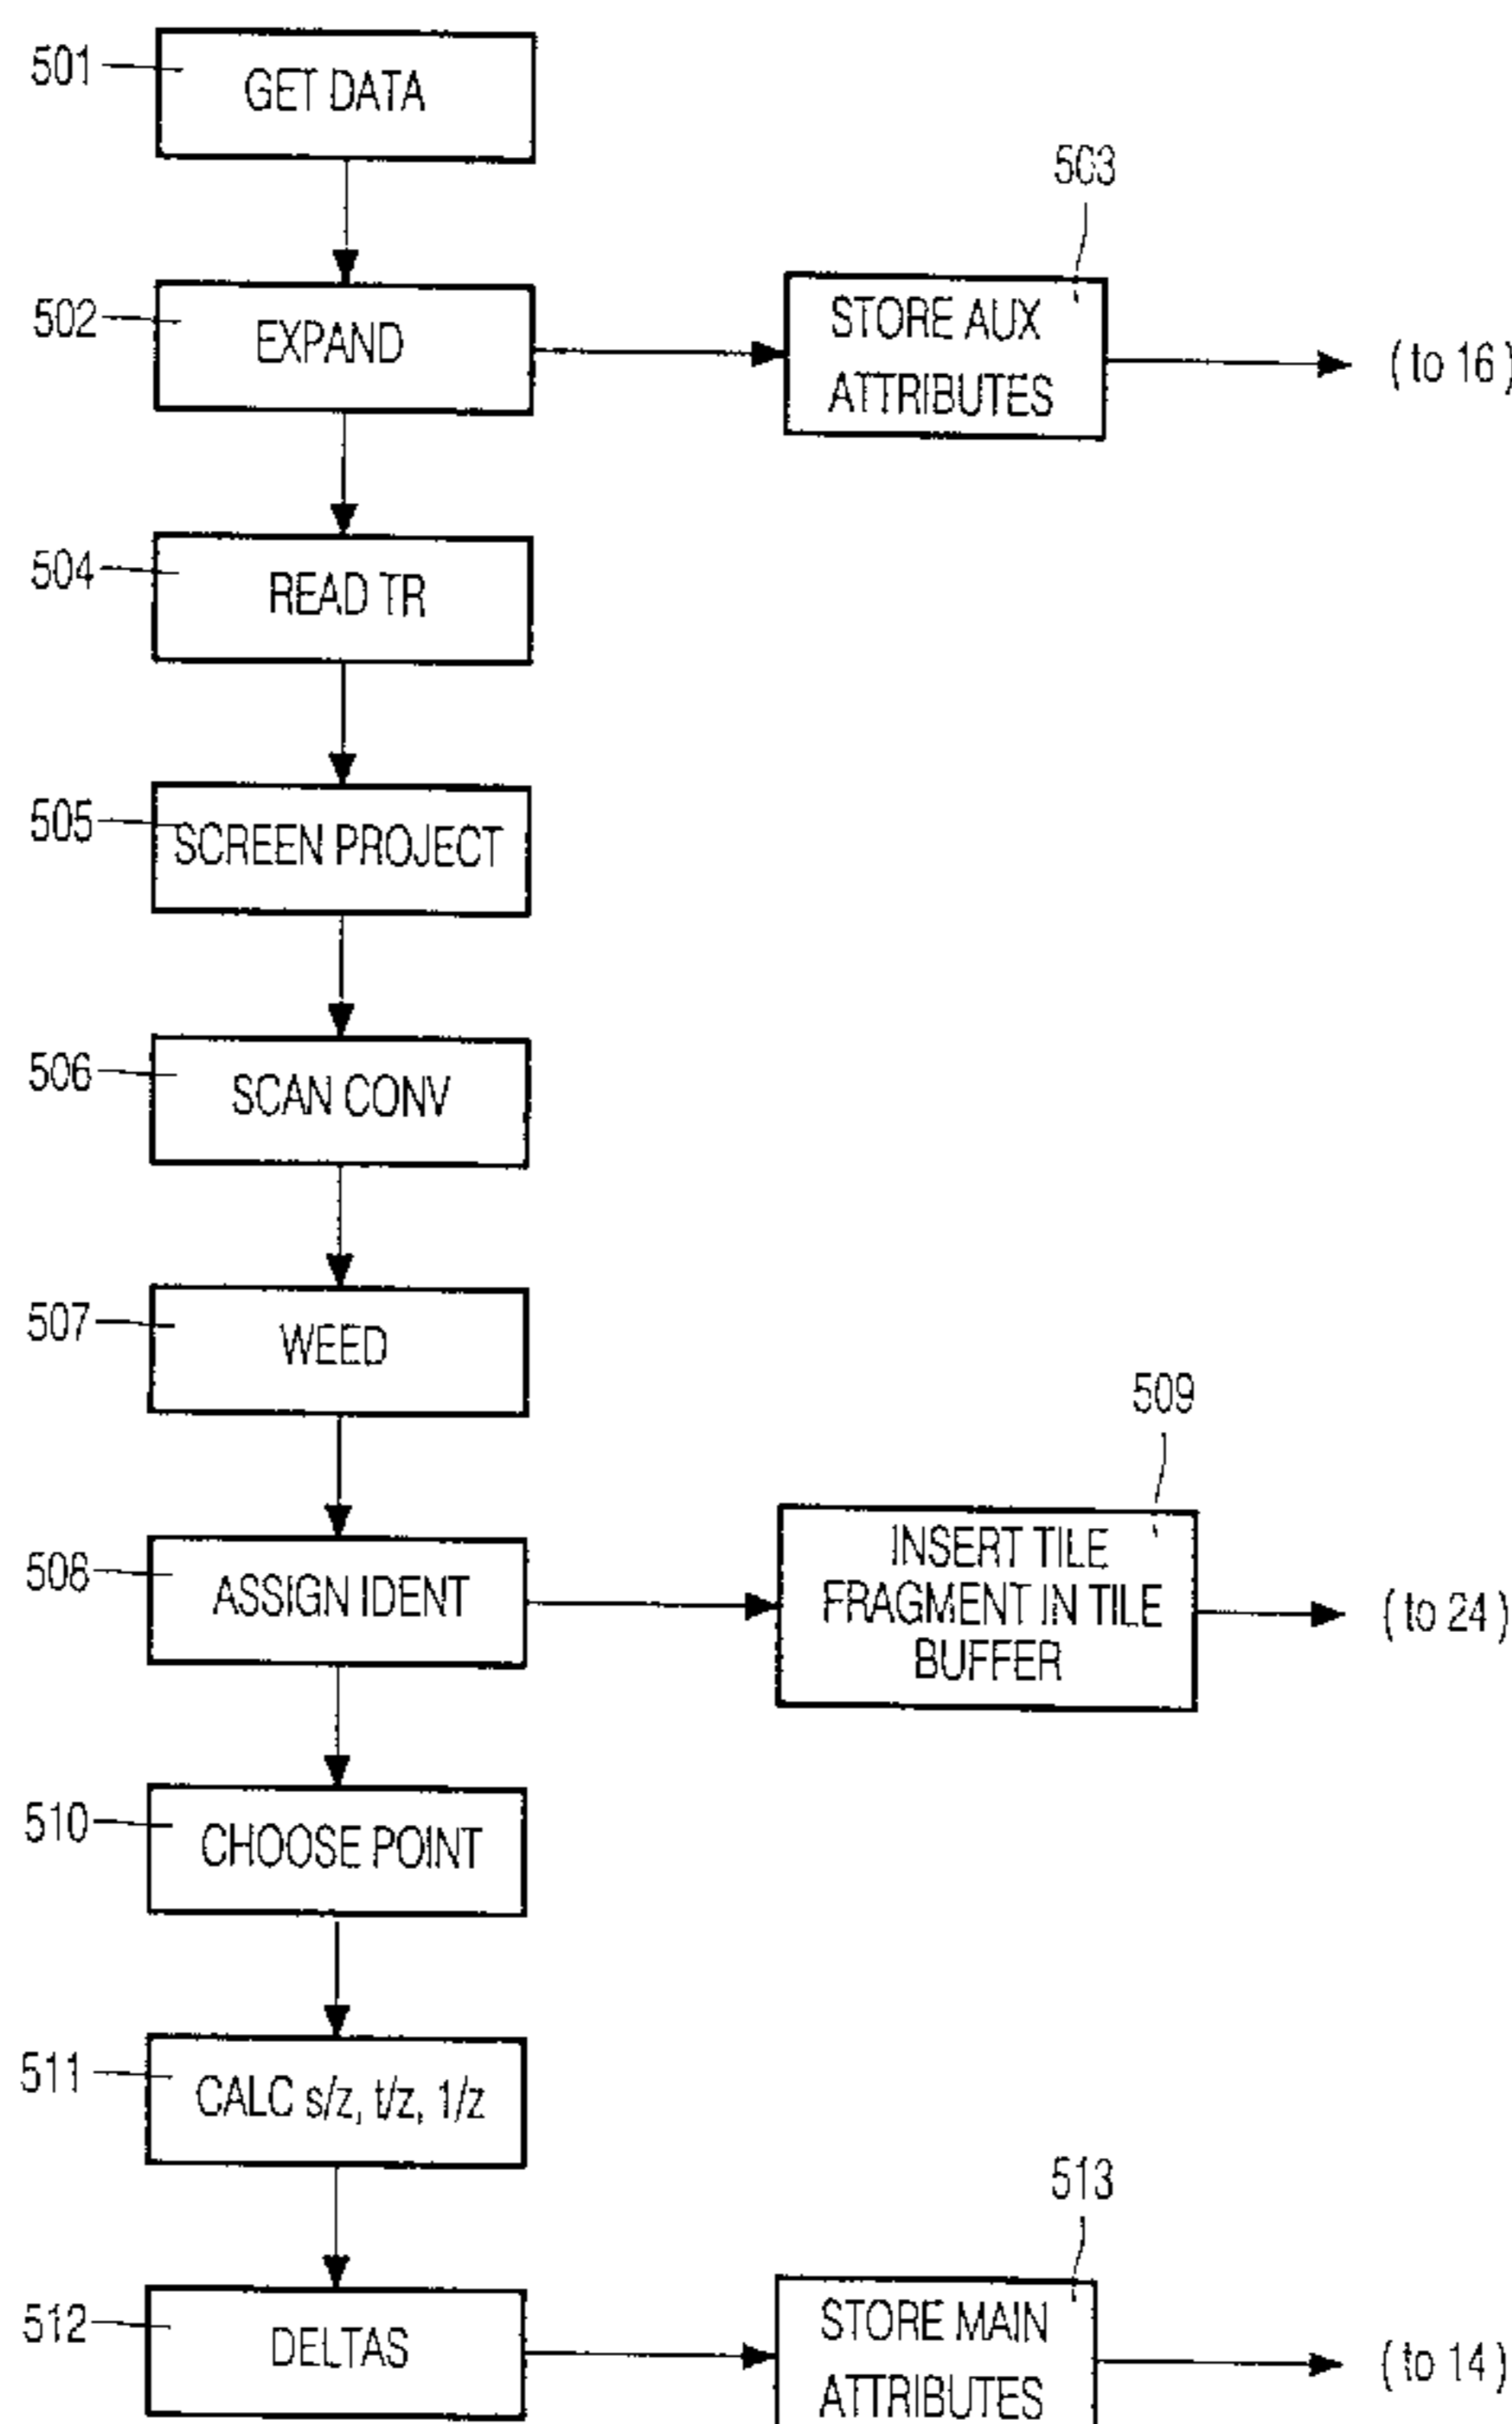 501
GET DATA
503
502
EXPAND
STORE AUX
ATTRIBUTES
( to 16 )
504
READ TR
505
SCREEN PROJECT
506
SCAN CONV
507
WEED
509
508
ASSIGN IDENT
INSERT TILE
FRAGMENT IN TILE
BUFFER
( to 24 )
510
CHOOSE POINT
511
CALC s/z, t/z, 1/z
513
512
DELTAS
STORE MAIN
ATTRIBUTES
( to 14 )